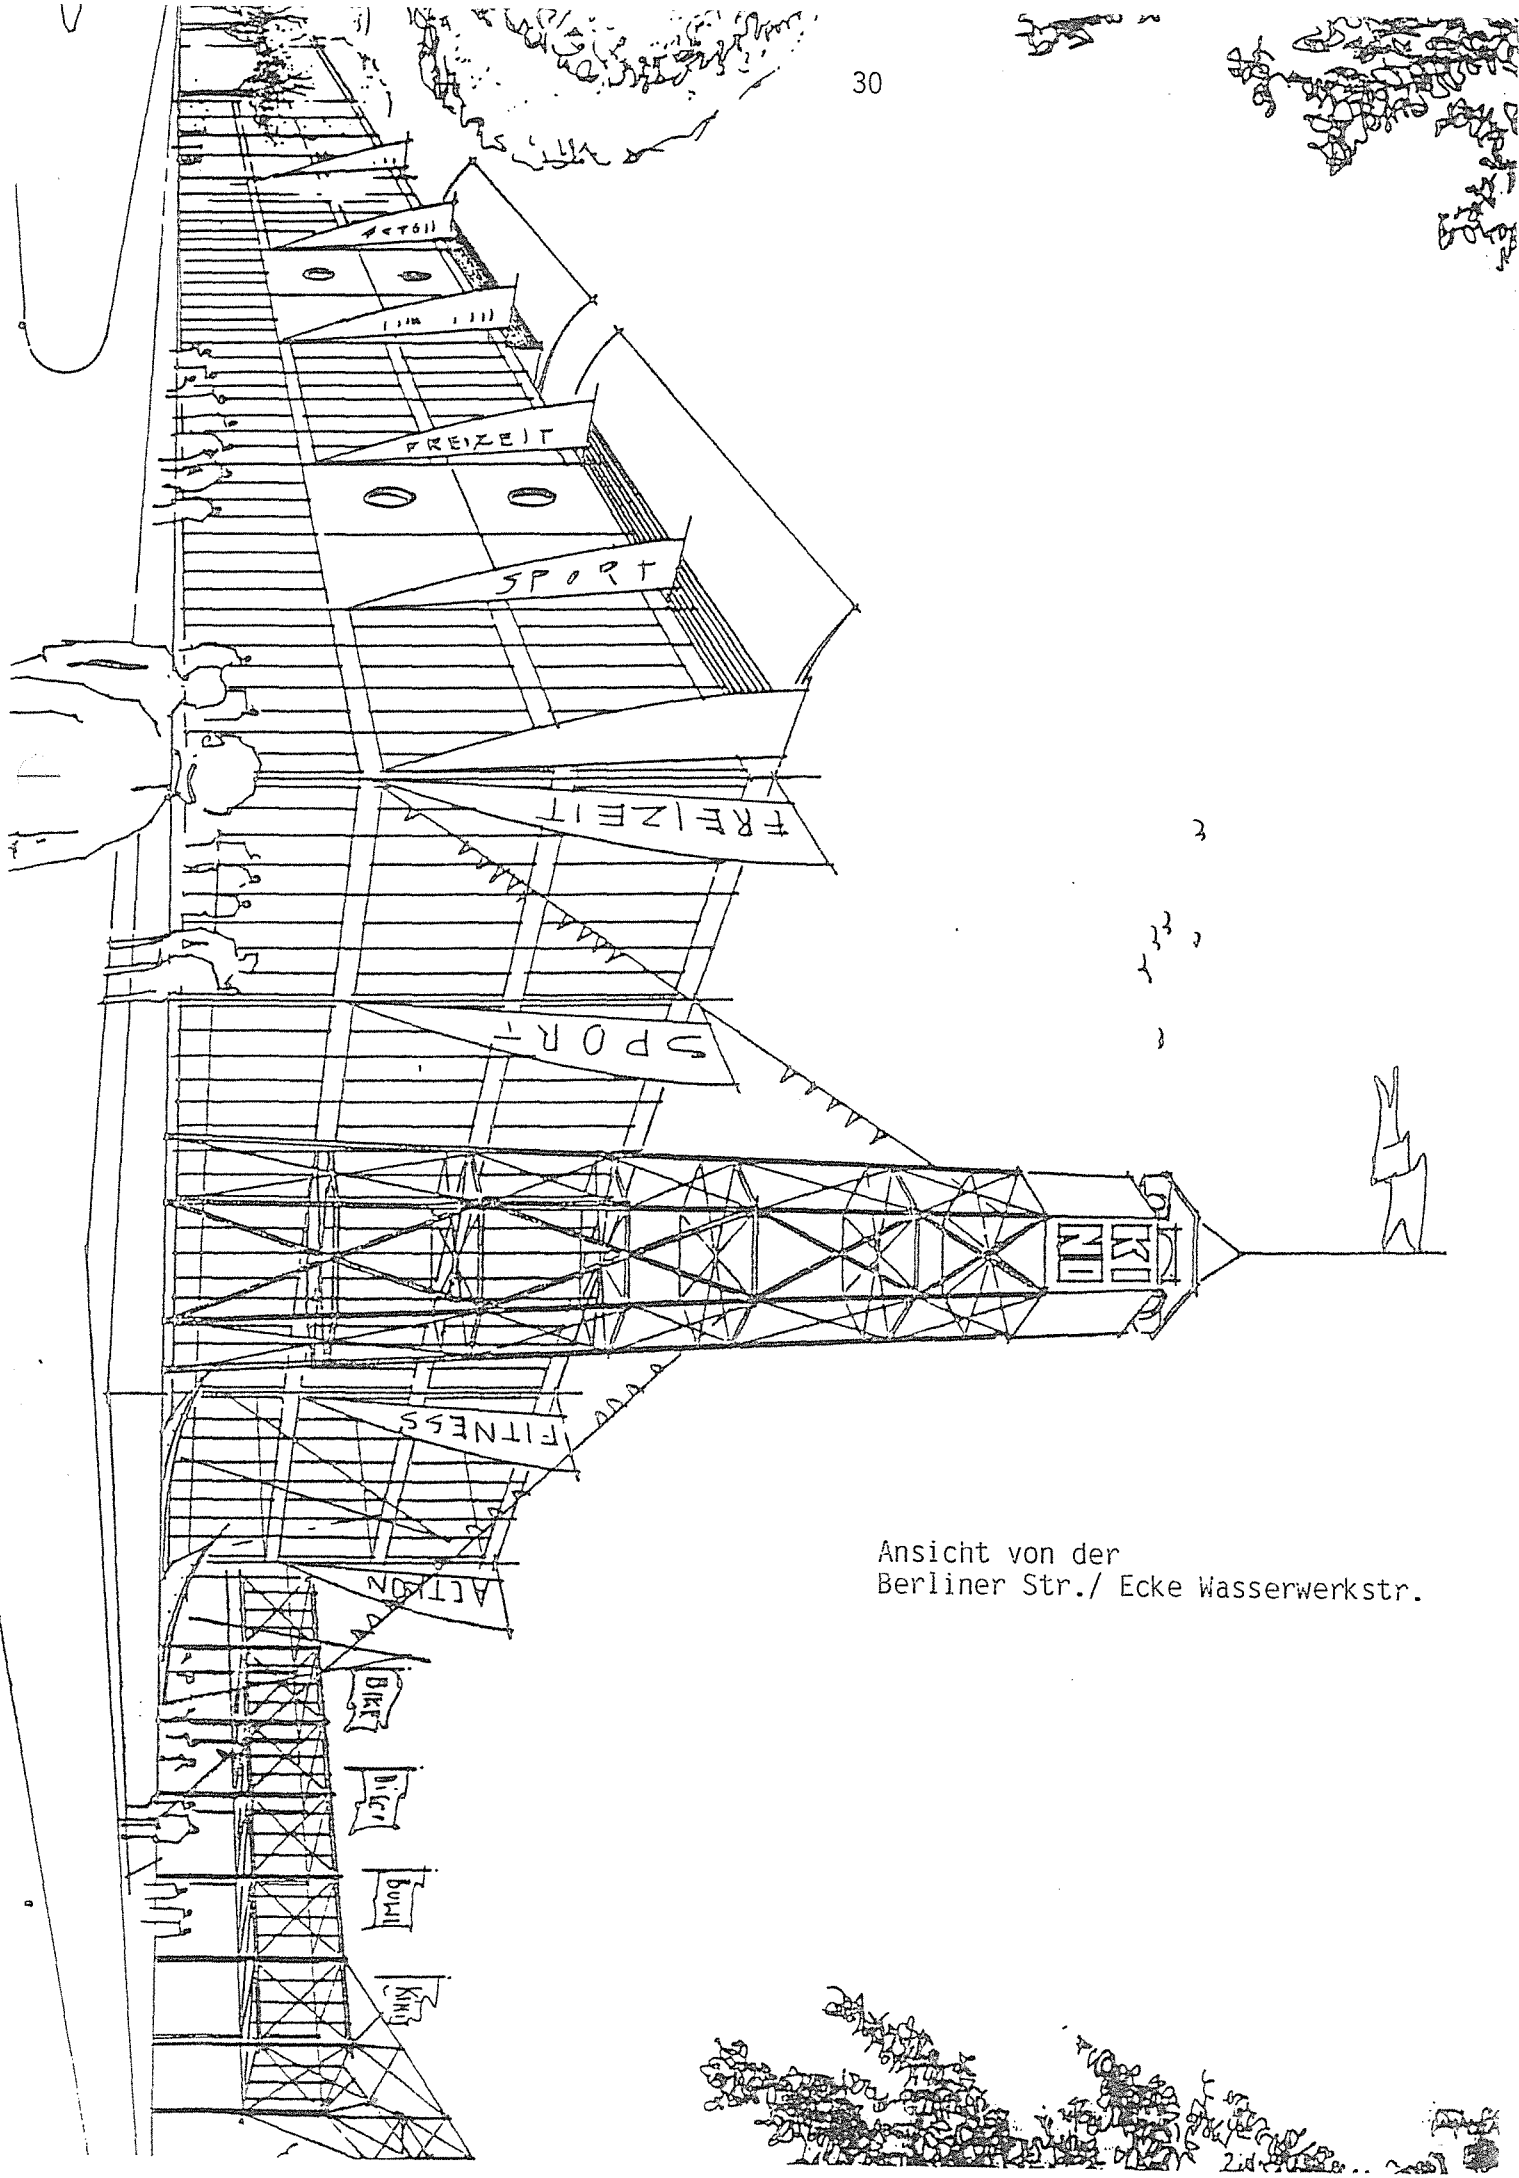 30
FREIZEIT
SPORT
FREIZEIT
SPORT
KI
NO
FITNESS
ACTION
Ansicht von der
Berliner Str./ Ecke Wasserwerkstr.
BIKE